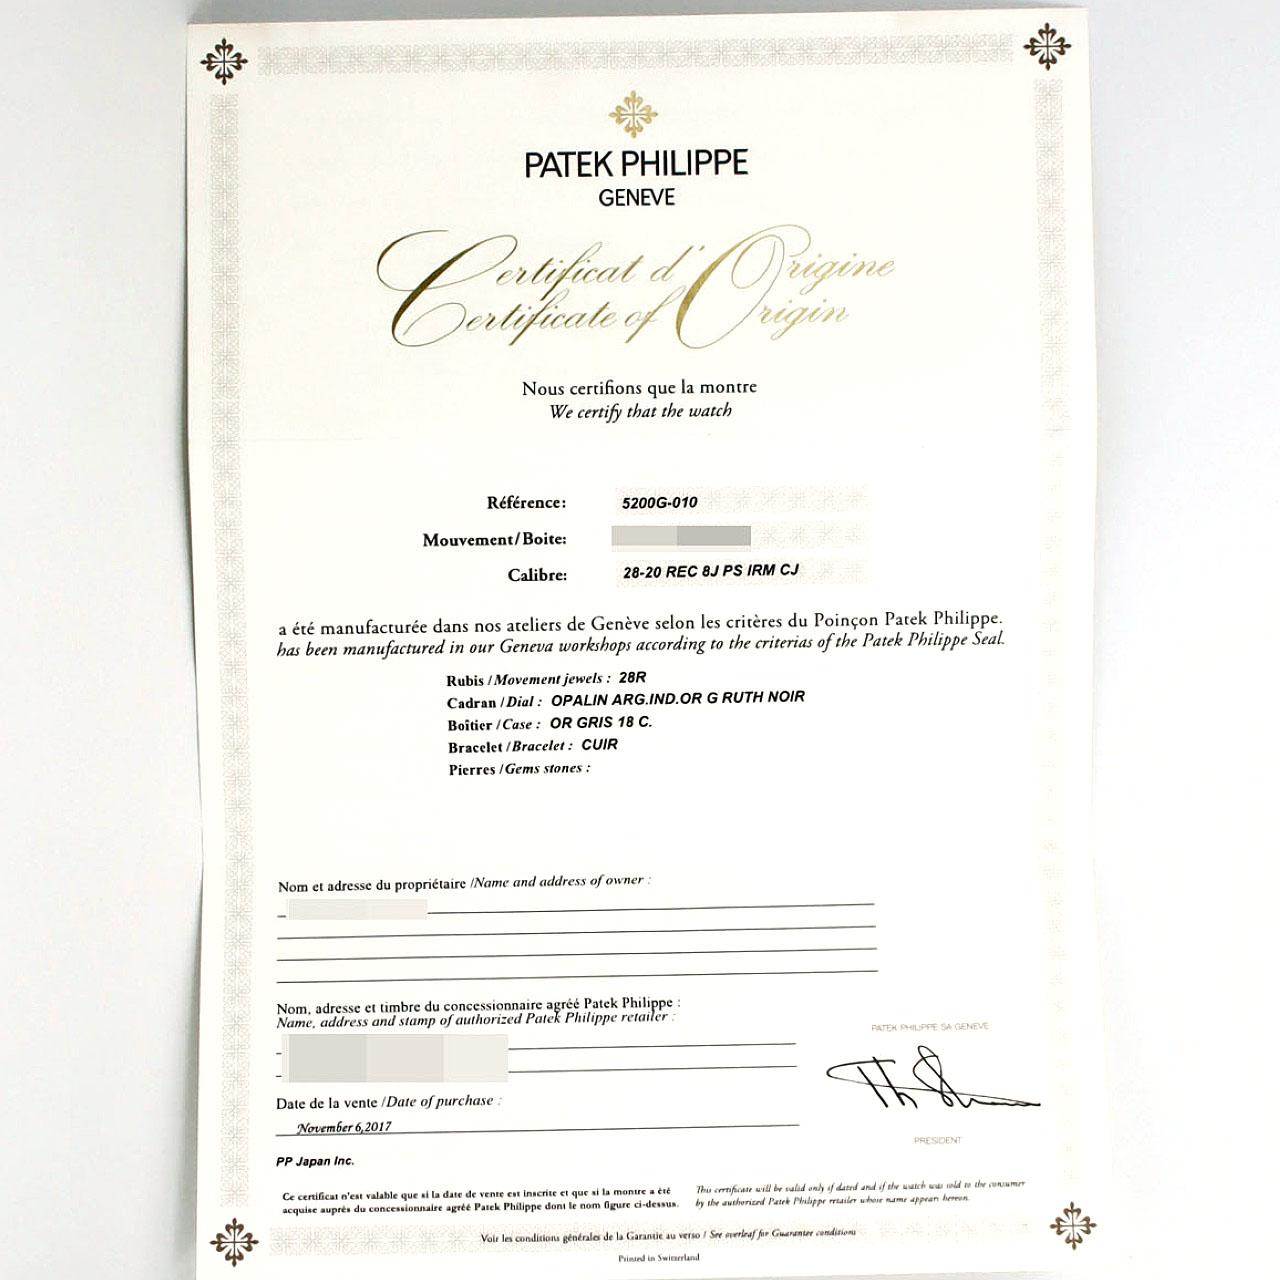 PATEK PHILIPPE
GENEVE
Certificat d'Origine
Certificate of Origin
Nous certifions que la montre
We certify that the watch
Référence: 5200G-010
Mouvement/Boite:
Calibre: 28-20 REC 8J PS IRM CJ
a été manufacturée dans nos ateliers de Genève selon les critères du Poinçon Patek Philippe.
has been manufactured in our Geneva workshops according to the criterias of the Patek Philippe Seal.
Rubis /Movement jewels : 28R
Cadran /Dial : OPALIN ARG.IND.OR G RUTH NOIR
Boîtier /Case : OR GRIS 18 C.
Bracelet /Bracelet : CUIR
Pierres /Gems stones :
Nom et adresse du propriétaire /Name and address of owner :
Nom, adresse et timbre du concessionnaire agréé Patek Philippe :
Name, address and stamp of authorized Patek Philippe retailer :
PATEK PHILIPPE SA GENEVE
Date de la vente /Date of purchase :
November 6,2017
PRESIDENT
PP Japan Inc.
Ce certificat n'est valable que si la date de vente est inscrite et que si la montre a été
acquise auprès du concessionnaire agréé Patek Philippe dont le nom figure ci-dessus.
This certificate will be valid only if dated and if the watch was sold to the consumer
by the authorized Patek Philippe retailer whose name appears hereon.
Voir les conditions générales de la Garantie au verso / See overleaf for Guarantee conditions
Printed in Switzerland